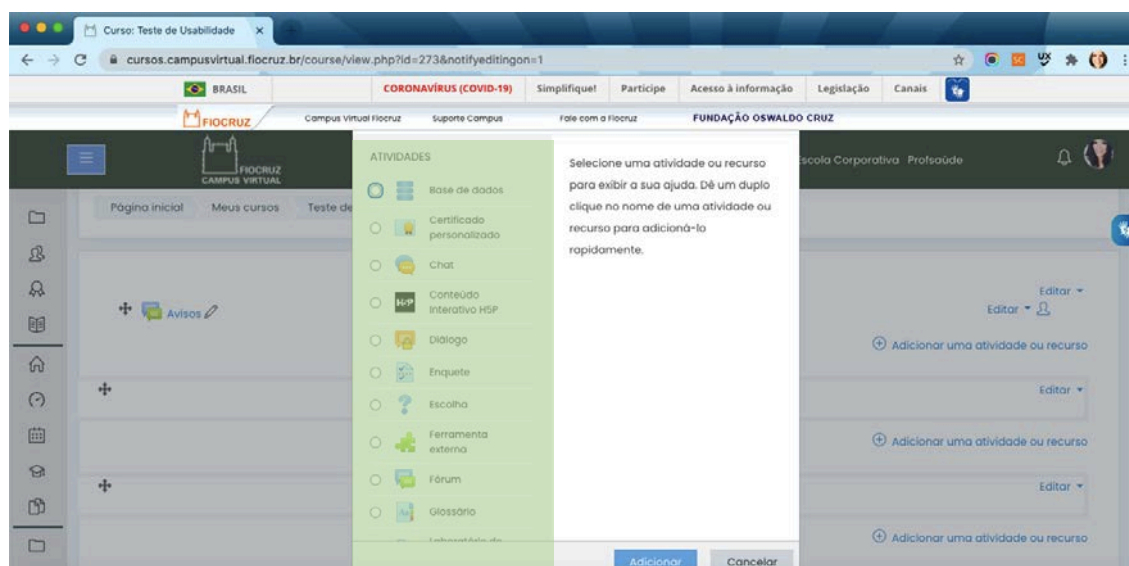 Curso: Teste de Usabilidade
cursos.campusvirtual.fiocruz.br/course/view.php?id=273&notifyeditingon=1
BRASIL CORONAVÍRUS (COVID-19) Simplifique! Participe Acesso à informação Legislação Canais
FIOCRUZ Campus Virtual Fiocruz Suporte Campus Fale com a Fiocruz FUNDAÇÃO OSWALDO CRUZ
FIOCRUZ
CAMPUS VIRTUAL
Escola Corporativa Profsaúde
Página inicial Meus cursos Teste de
Avisos
Editar
Editar
Adicionar uma atividade ou recurso
Editar
Adicionar uma atividade ou recurso
Editar
Adicionar uma atividade ou recurso
ATIVIDADES
Base de dados
Certificado
personalizado
Chat
H5P
Conteúdo
Interativo H5P
Diálogo
Enquete
Escolha
Ferramenta
externa
Fórum
Glossário
Laboratório de
Selecione uma atividade ou recurso
para exibir a sua ajuda. Dê um duplo
clique no nome de uma atividade ou
recurso para adicioná-lo
rapidamente.
Adicionar Cancelar